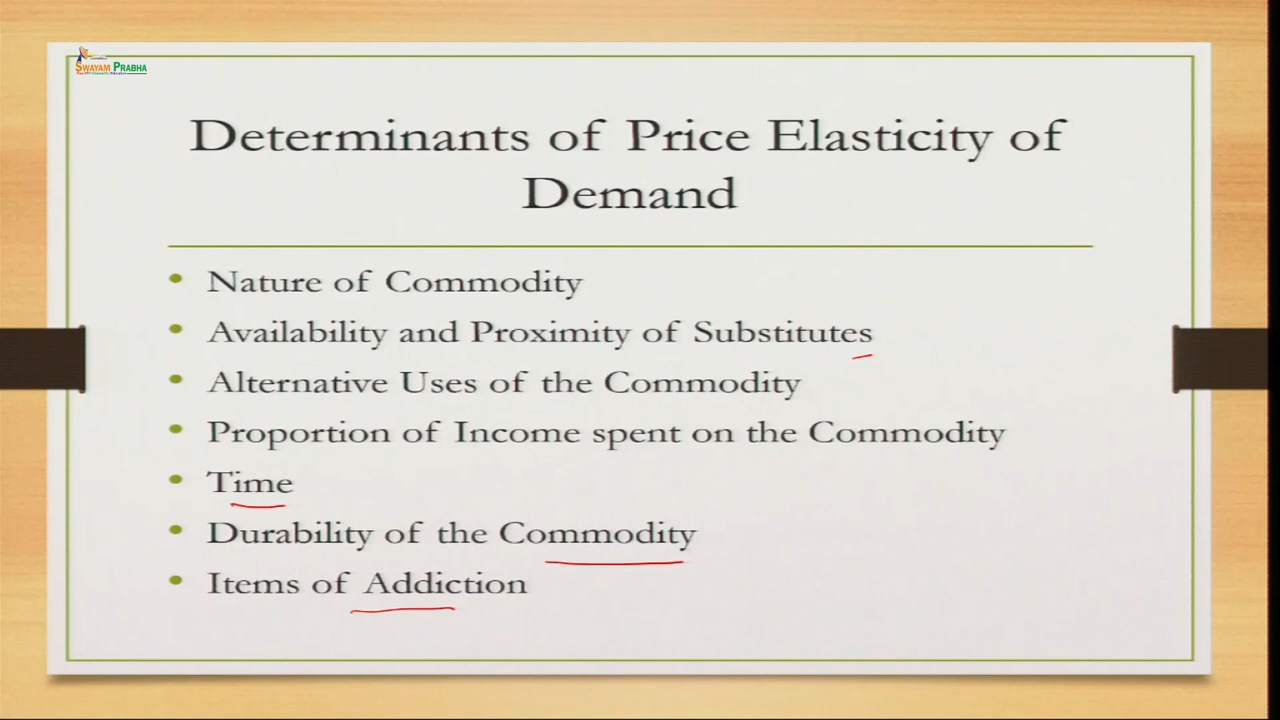 SWAYAM PRABHA
Determinants of Price Elasticity of
Demand
• Nature of Commodity
• Availability and Proximity of Substitutes
• Alternative Uses of the Commodity
• Proportion of Income spent on the Commodity
• Time
• Durability of the Commodity
• Items of Addiction